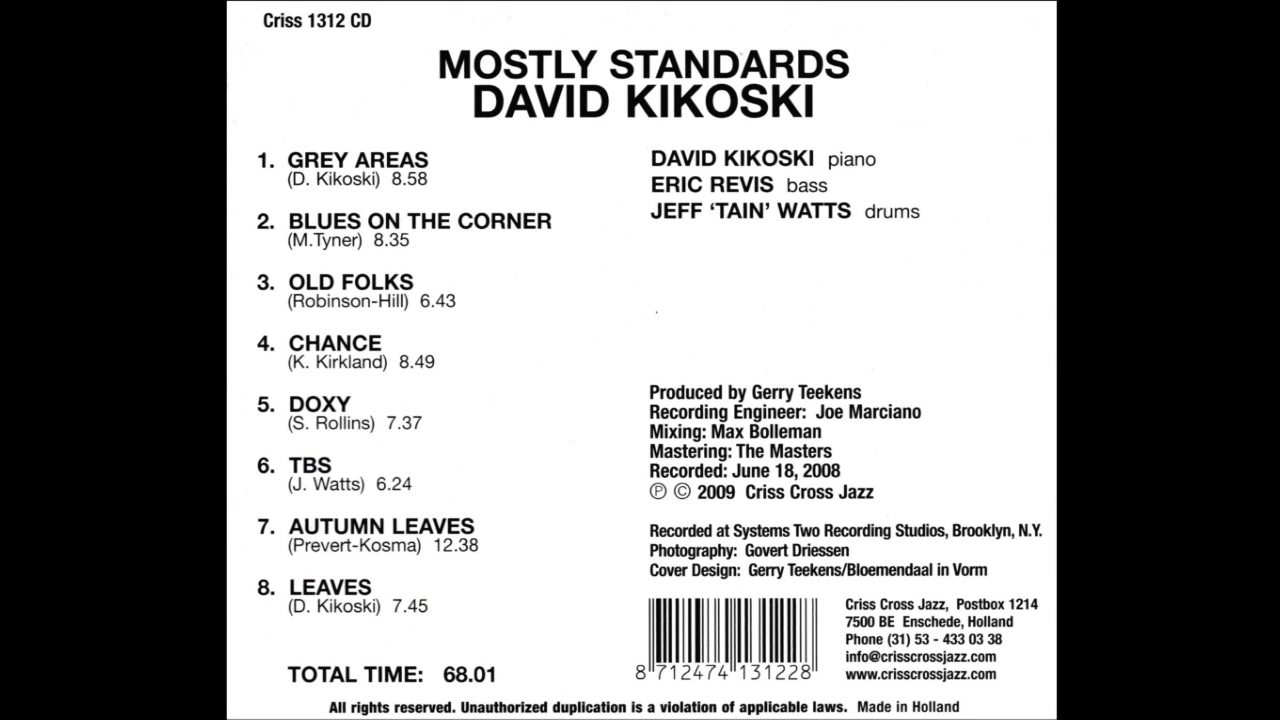 Criss 1312 CD
MOSTLY STANDARDS
DAVID KIKOSKI
1. GREY AREAS
(D. Kikoski) 8.58
2. BLUES ON THE CORNER
(M.Tyner) 8.35
3. OLD FOLKS
(Robinson-Hill) 6.43
4. CHANCE
(K. Kirkland) 8.49
5. DOXY
(S. Rollins) 7.37
6. TBS
(J. Watts) 6.24
7. AUTUMN LEAVES
(Prevert-Kosma) 12.38
8. LEAVES
(D. Kikoski) 7.45
TOTAL TIME: 68.01
DAVID KIKOSKI piano
ERIC REVIS bass
JEFF ‘TAIN’ WATTS drums
Produced by Gerry Teekens
Recording Engineer: Joe Marciano
Mixing: Max Bolleman
Mastering: The Masters
Recorded: June 18, 2008
℗ © 2009 Criss Cross Jazz
Recorded at Systems Two Recording Studios, Brooklyn, N.Y.
Photography: Govert Driessen
Cover Design: Gerry Teekens/Bloemendaal in Vorm
8 712474 131228
Criss Cross Jazz, Postbox 1214
7500 BE Enschede, Holland
Phone (31) 53 - 433 03 38
info@crisscrossjazz.com
www.crisscrossjazz.com
All rights reserved. Unauthorized duplication is a violation of applicable laws. Made in Holland